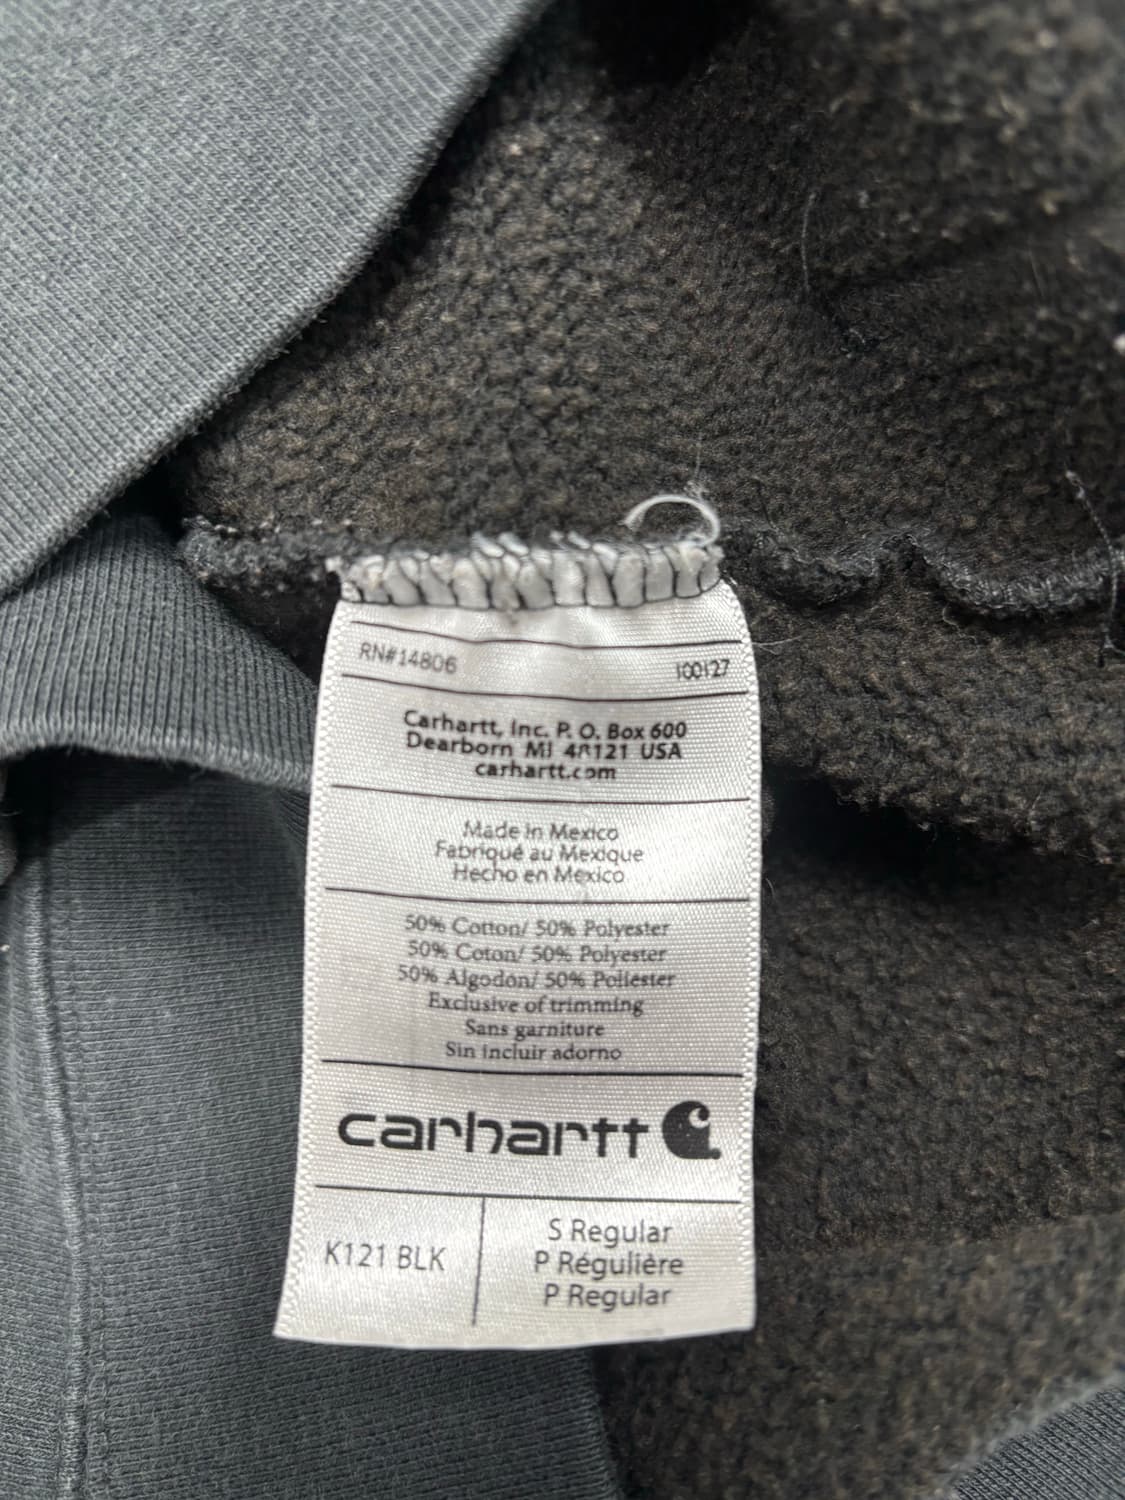 RN#14806 100127
Carhartt, Inc. P. O. Box 600
Dearborn MI 48121 USA
carhartt.com
Made in Mexico
Fabriqué au Mexique
Hecho en Mexico
50% Cotton/ 50% Polyester
50% Coton/ 50% Polyester
50% Algodon/ 50% Poliester
Exclusive of trimming
Sans garniture
Sin incluir adorno
carhartt
K121 BLK
S Regular
P Régulière
P Regular